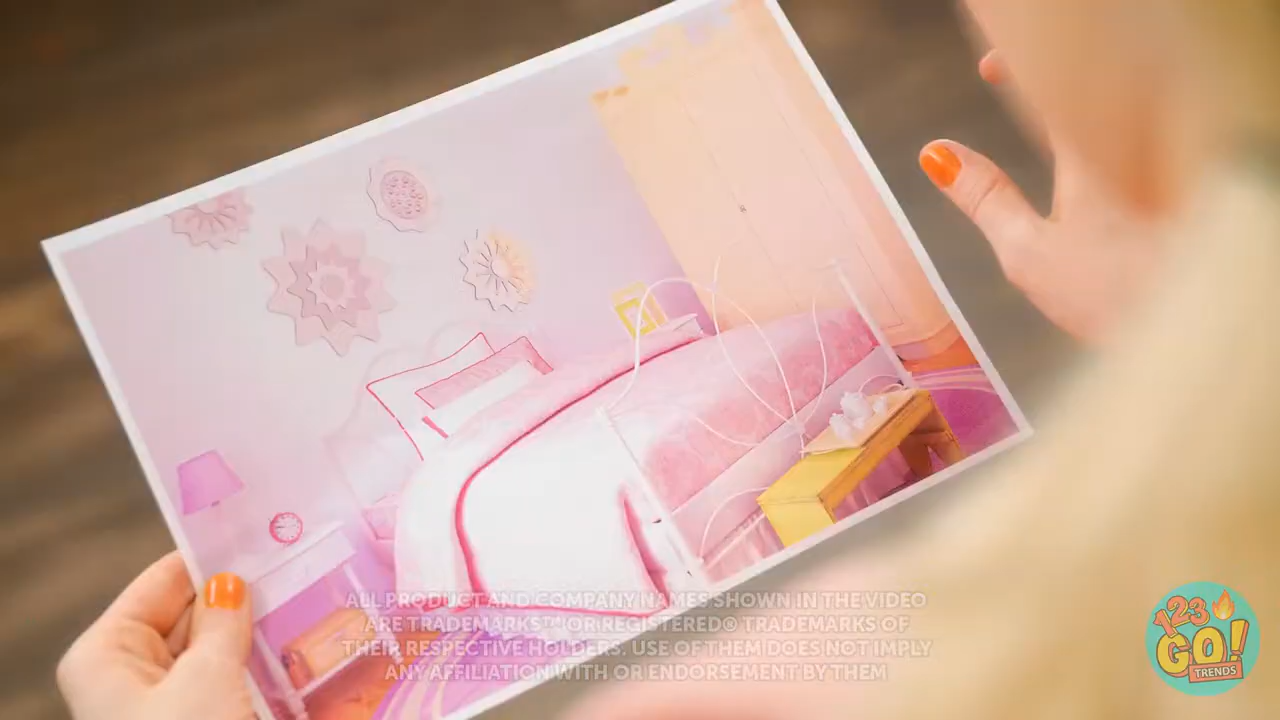 ALL PRODUCT AND COMPANY NAMES SHOWN IN THE VIDEO
ARE TRADEMARKS™ OR REGISTERED® TRADEMARKS OF
THEIR RESPECTIVE HOLDERS. USE OF THEM DOES NOT IMPLY
ANY AFFILIATION WITH OR ENDORSEMENT BY THEM
123
GO!
TRENDS